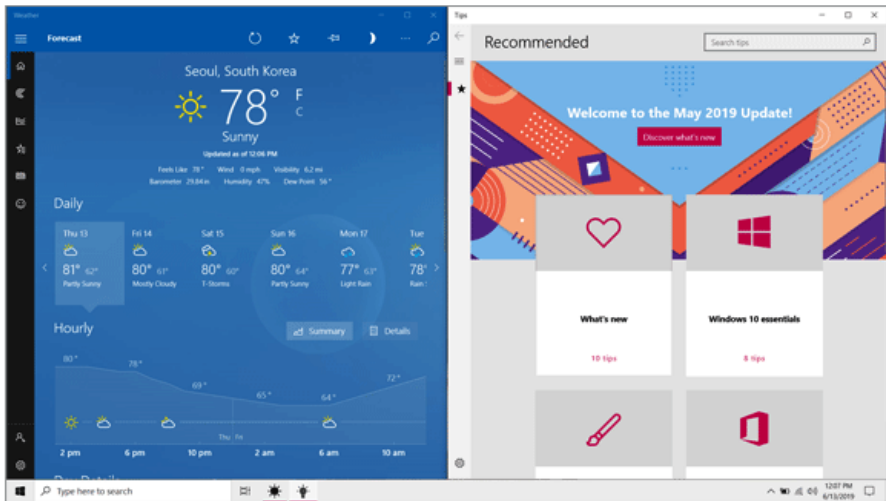 Weather
Forecast
Seoul, South Korea
78° F
C
Sunny
Updated as of 12:06 PM
Feels Like 78° Wind 0 mph Visibility 6.2 mi
Barometer 29.84 in Humidity 47% Dew Point 56°
Daily
Thu 13 Fri 14 Sat 15 Sun 16 Mon 17 Tue
81° 62° 80° 61° 80° 60° 80° 64° 77° 63° 78°
Partly Sunny Mostly Cloudy T-Storms Partly Sunny Light Rain Rain
Hourly
Summary Details
80° 78° 69° 65° 64° 72°
Thu Fri
2 pm 6 pm 10 pm 2 am 6 am 10 am
Day Details
Tips
Recommended
Search tips
Welcome to the May 2019 Update!
Discover what's new
What's new
10 tips
Windows 10 essentials
8 tips
Type here to search
12:07 PM
6/13/2019